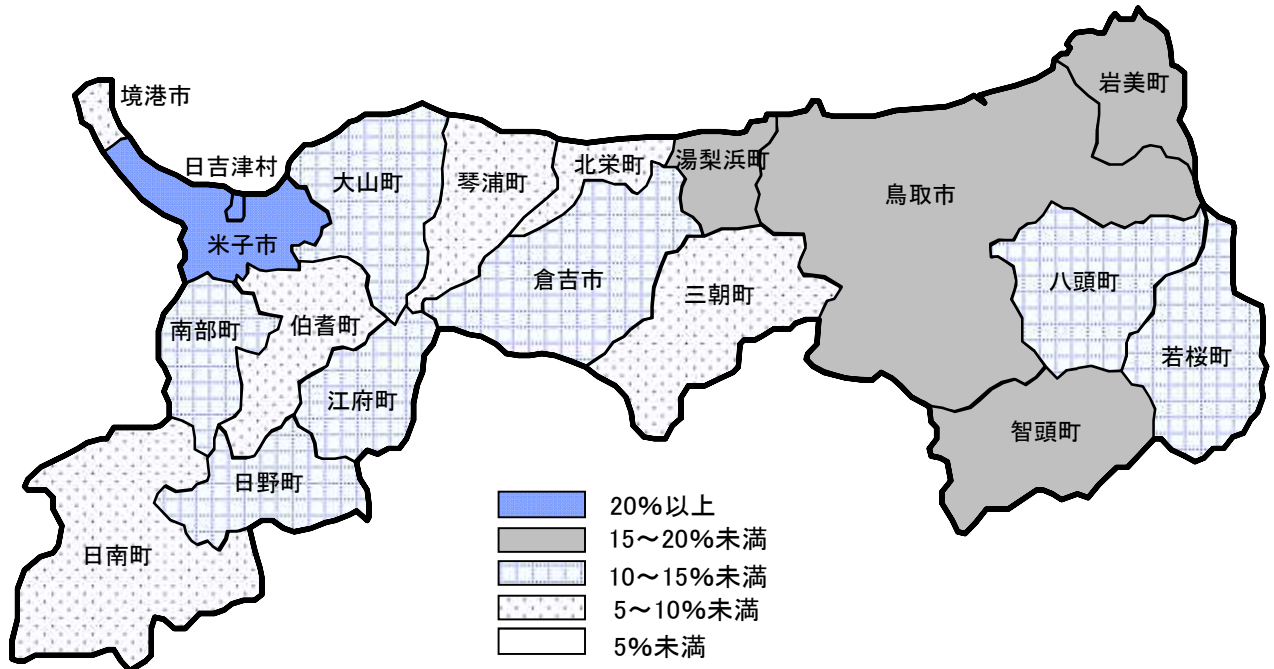 境港市
岩美町
日吉津村
大山町
琴浦町
北栄町
湯梨浜町
鳥取市
米子市
倉吉市
三朝町
八頭町
南部町
伯耆町
若桜町
江府町
智頭町
日野町
日南町
20%以上
15～20%未満
10～15%未満
5～10%未満
5%未満